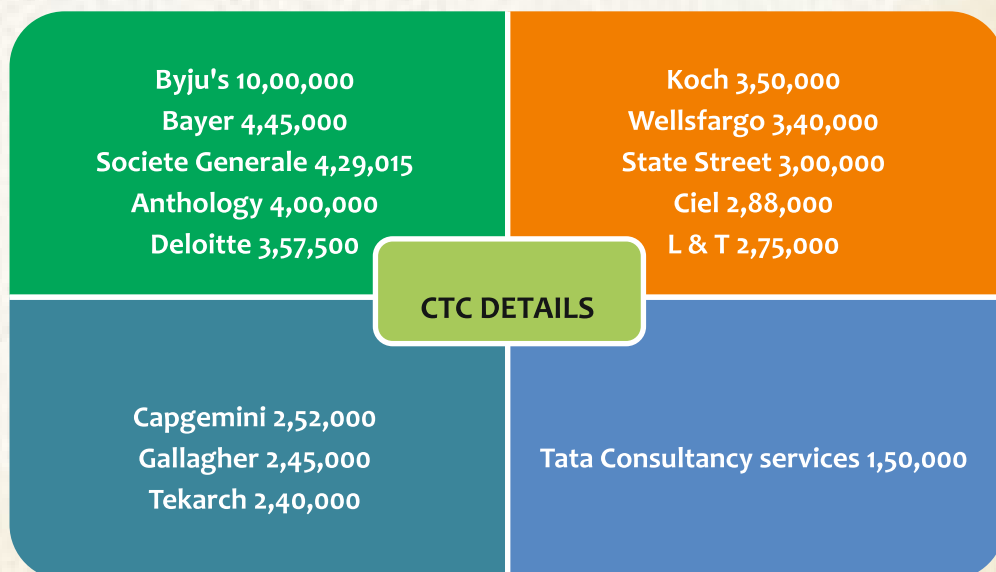 Byju's 10,00,000
Bayer 4,45,000
Societe Generale 4,29,015
Anthology 4,00,000
Deloitte 3,57,500
Koch 3,50,000
Wellsfargo 3,40,000
State Street 3,00,000
Ciel 2,88,000
L & T 2,75,000
CTC DETAILS
Capgemini 2,52,000
Gallagher 2,45,000
Tekarch 2,40,000
Tata Consultancy services 1,50,000